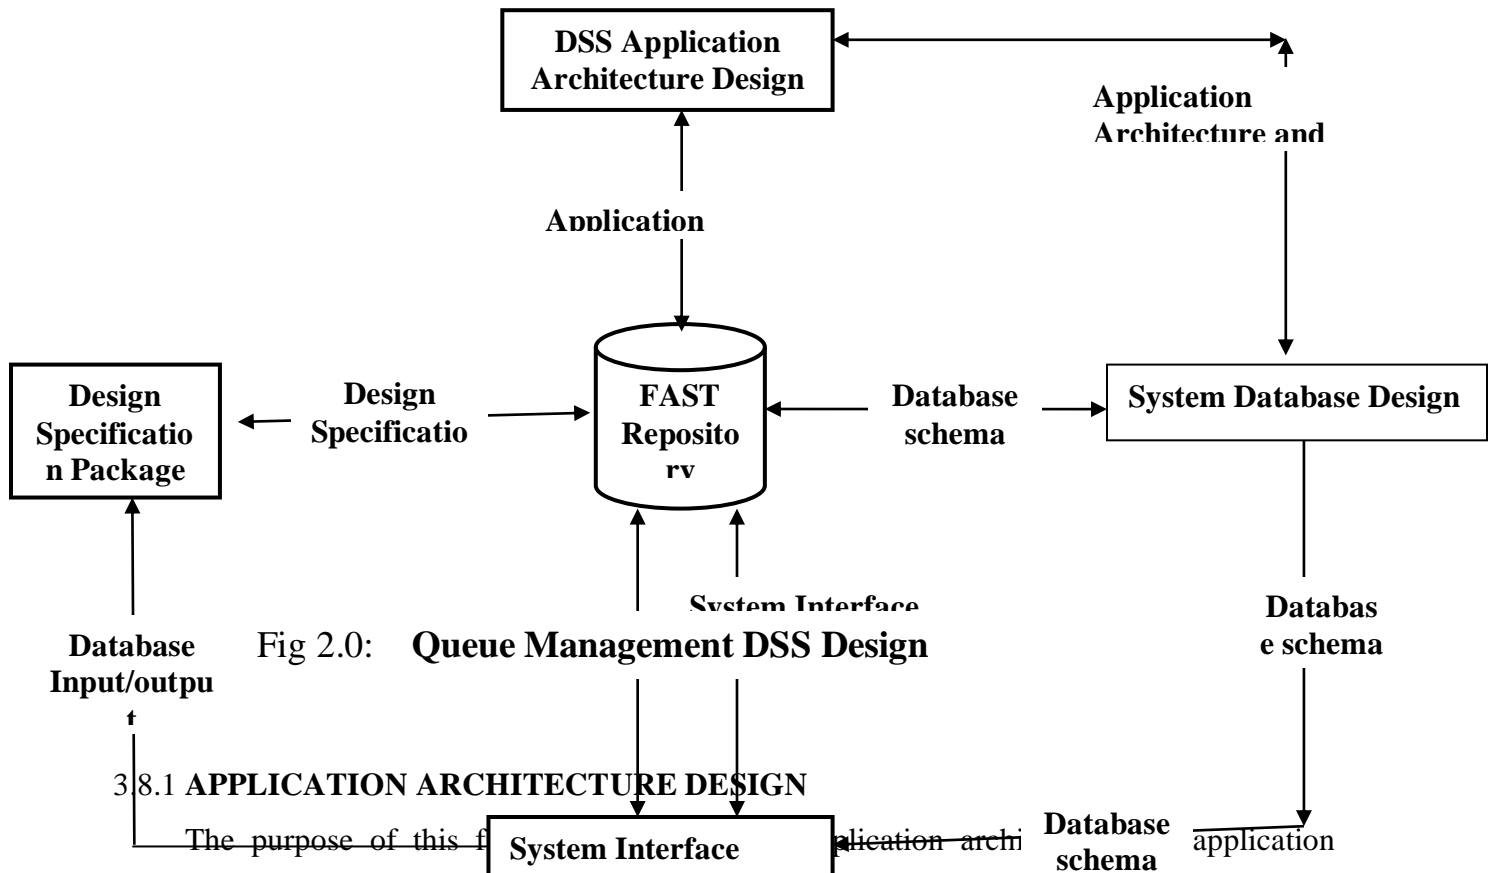 DSS Application
Architecture Design
Application
Architecture and
Application
Design
Specificatio
n Package
Design
Specificatio
FAST
Reposito
ry
Database
schema
System Database Design
System Interface
Databas
e schema
Database
Input/outpu
t
Fig 2.0: Queue Management DSS Design
3.8.1 APPLICATION ARCHITECTURE DESIGN
The purpose of this f
plication archi
application
System Interface
Database
schema